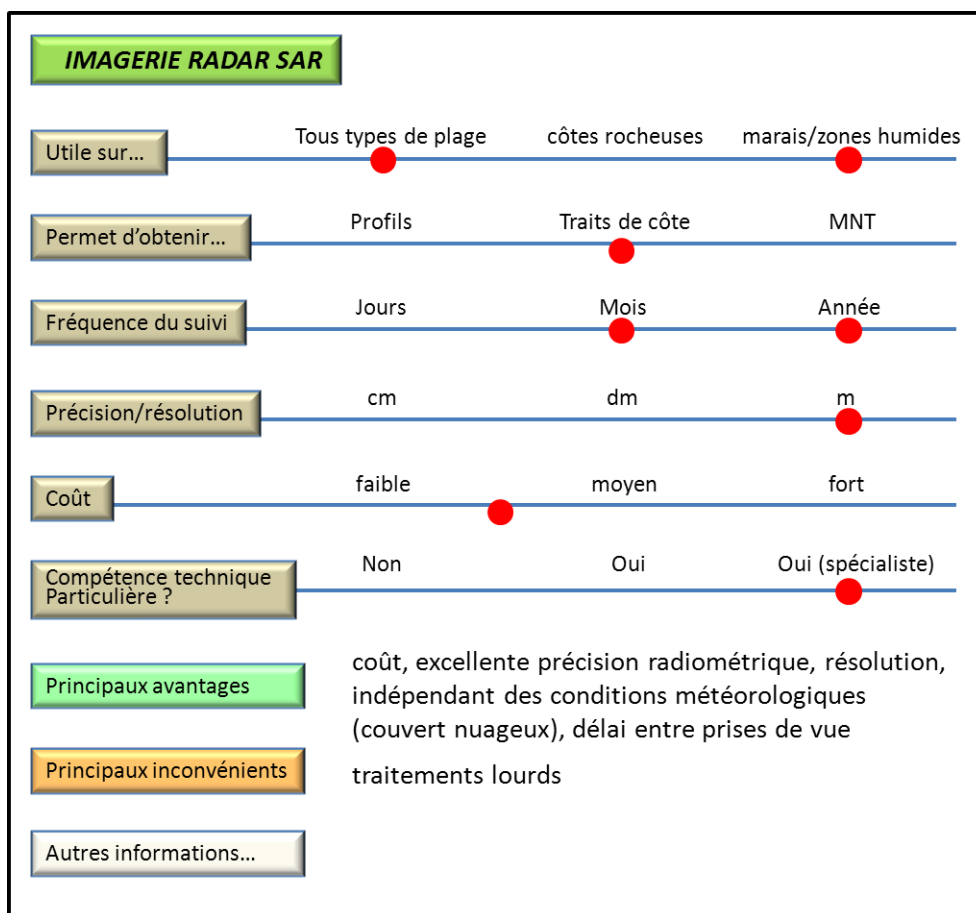 IMAGERIE RADAR SAR
Utile sur...
Tous types de plage
côtes rocheuses
marais/zones humides
Permet d'obtenir...
Profils
Traits de côte
MNT
Fréquence du suivi
Jours
Mois
Année
Précision/résolution
cm
dm
m
Coût
faible
moyen
fort
Compétence technique
Particulière ?
Non
Oui
Oui (spécialiste)
Principaux avantages
coût, excellente précision radiométrique, résolution,
indépendant des conditions météorologiques
(couvert nuageux), délai entre prises de vue
Principaux inconvénients
traitements lourds
Autres informations...